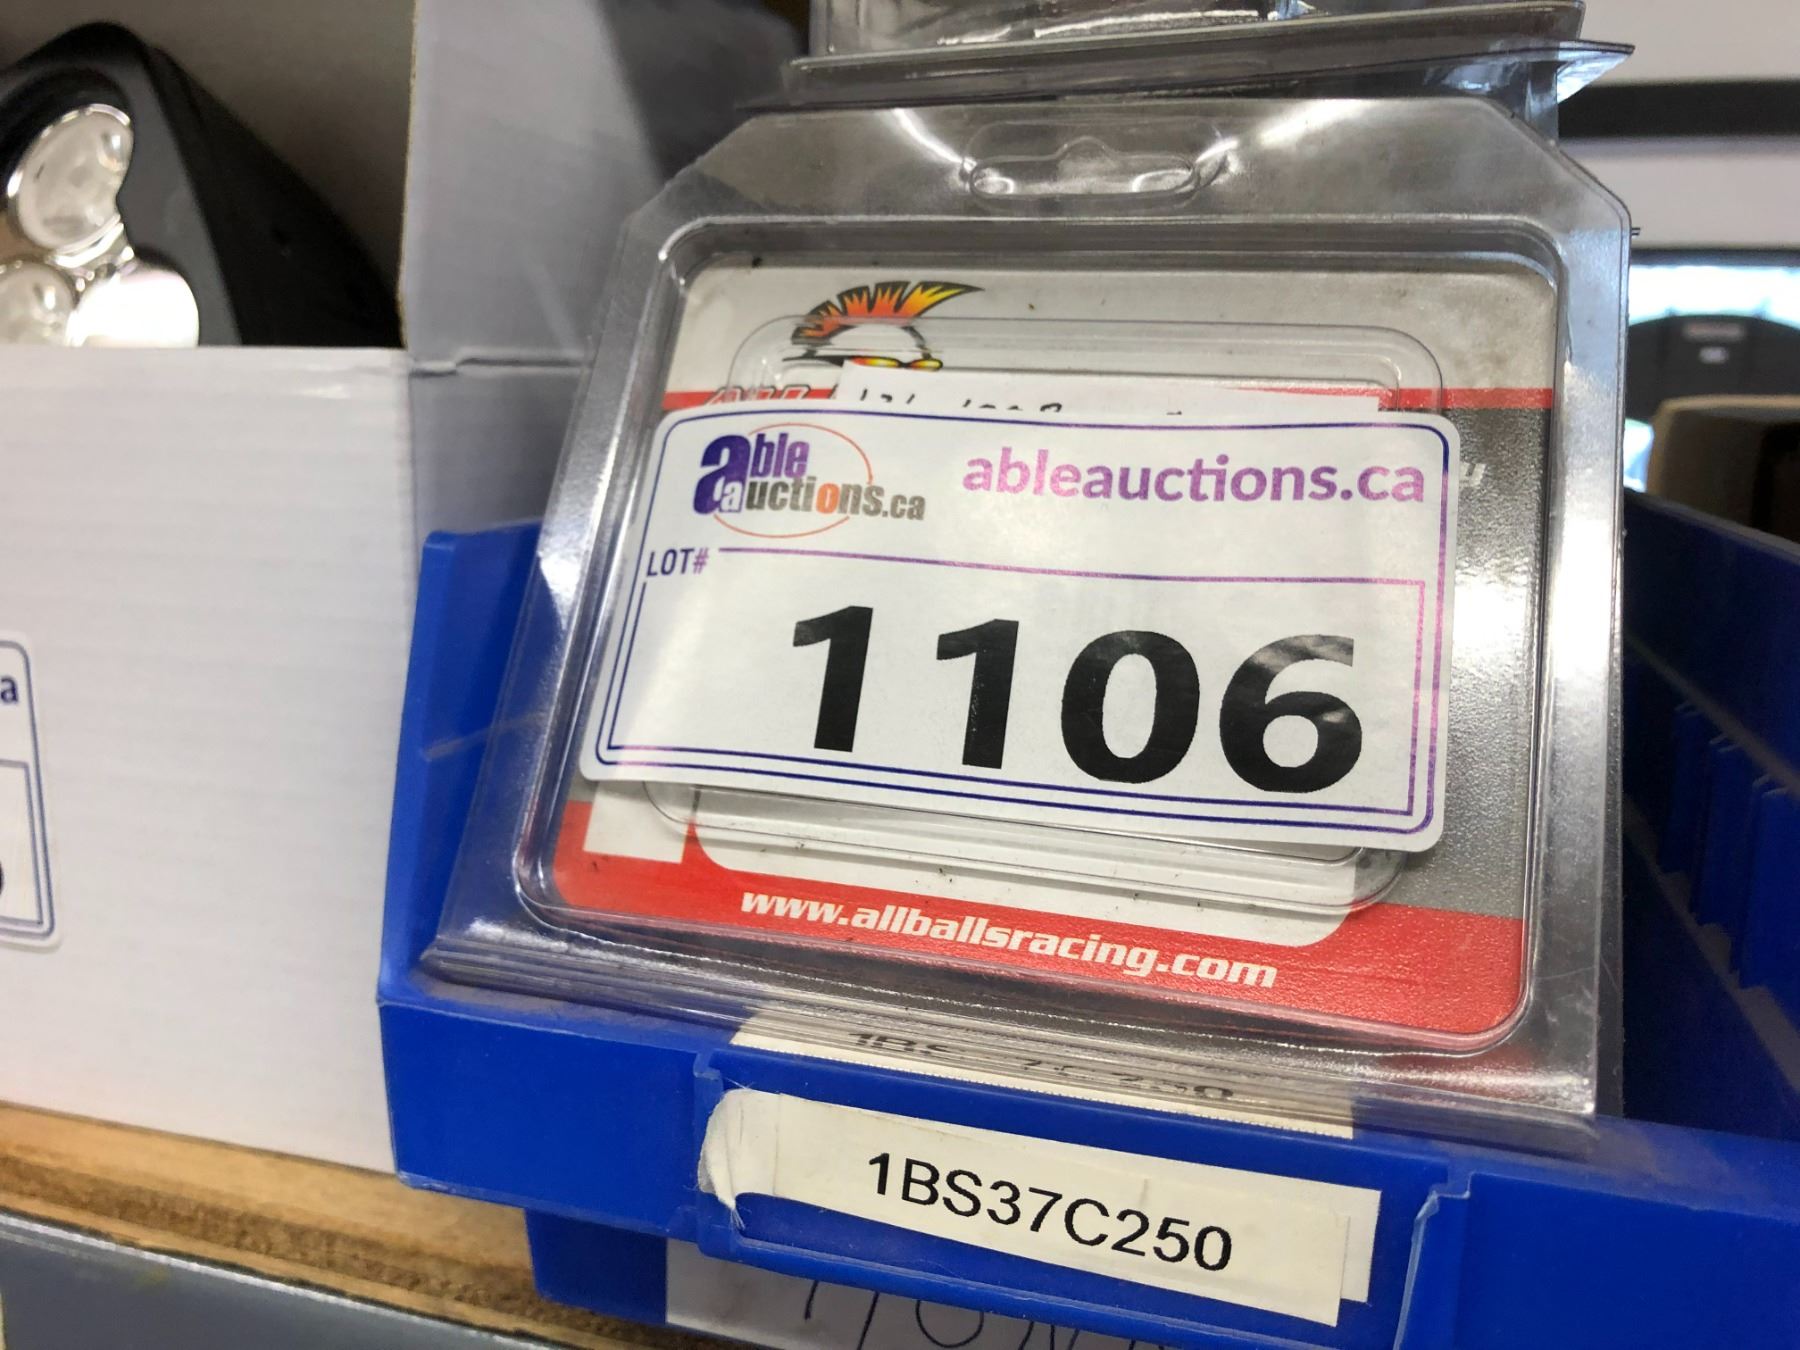 able auctions.ca
ableauctions.ca
LOT#
1106
www.allballsracing.com
1BS37C250